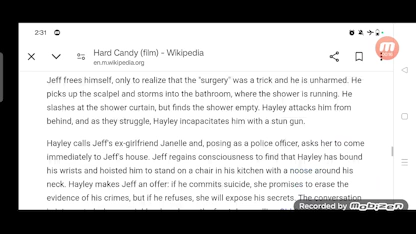 2:31
Hard Candy (film) - Wikipedia
en.m.wikipedia.org
Jeff frees himself, only to realize that the "surgery" was a trick and he is unharmed. He
picks up the scalpel and storms into the bathroom, where the shower is running. He
slashes at the shower curtain, but finds the shower empty. Hayley attacks him from
behind, and as they struggle, Hayley incapacitates him with a stun gun.
Hayley calls Jeff's ex-girlfriend Janelle and, posing as a police officer, asks her to come
immediately to Jeff's house. Jeff regains consciousness to find that Hayley has bound
his wrists and hoisted him to stand on a chair in his kitchen with a noose around his
neck. Hayley makes Jeff an offer: if he commits suicide, she promises to erase the
evidence of his crimes, but if he refuses, she will expose his secrets. The conversation
Recorded by MOBIZEN